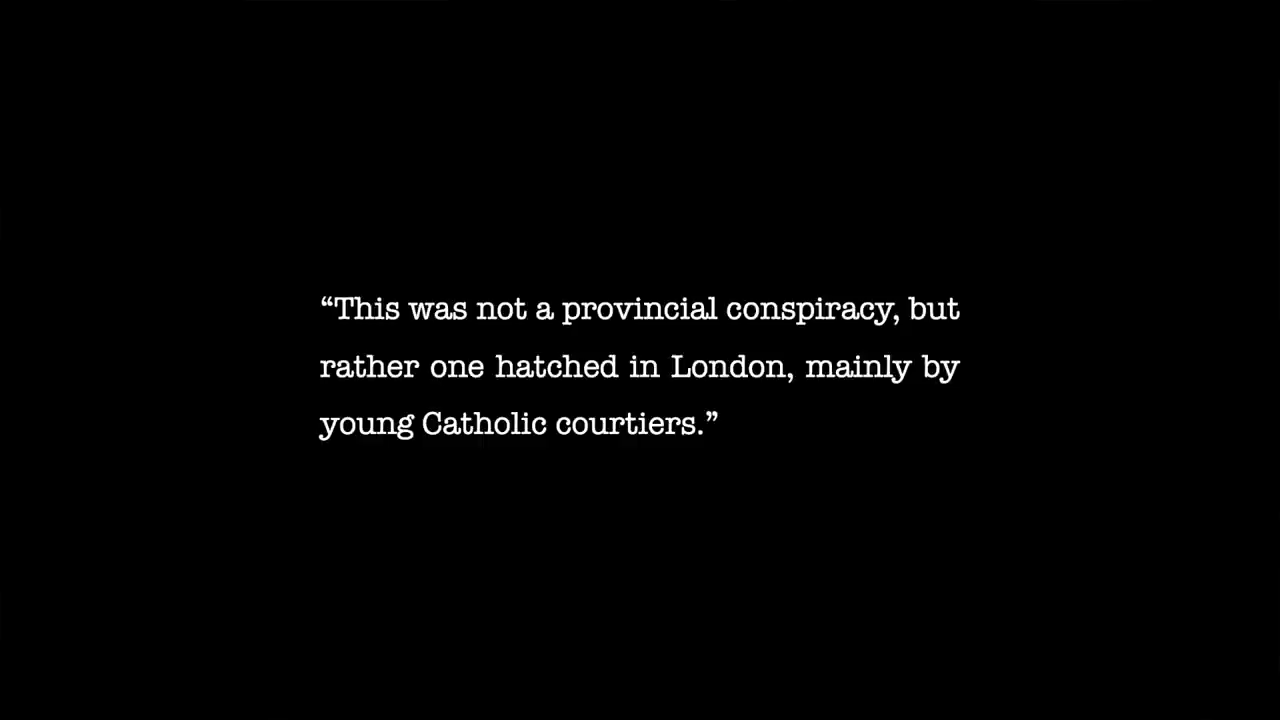 “This was not a provincial conspiracy, but
rather one hatched in London, mainly by
young Catholic courtiers.”